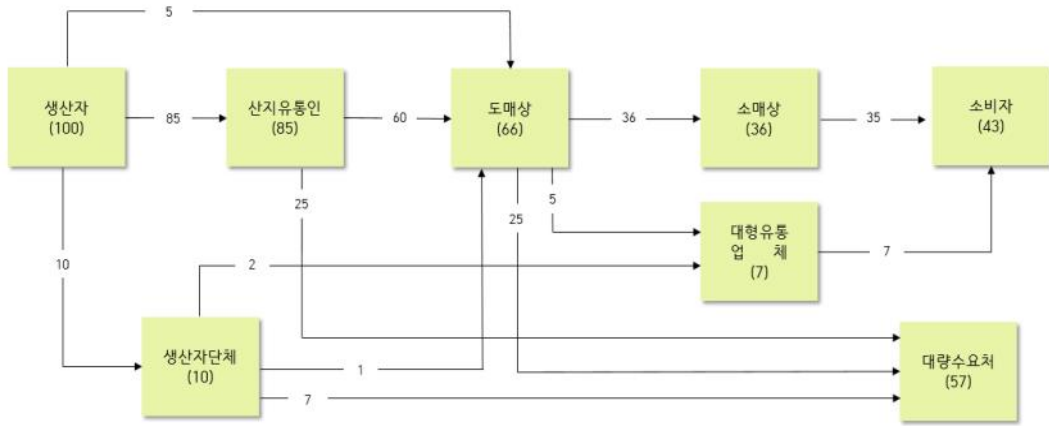 5
생산자
(100)
85
산지유통인
(85)
60
도매상
(66)
36
소매상
(36)
35
소비자
(43)
25
25
5
10
2
대형유통
업 체
(7)
7
생산자단체
(10)
1
7
대량수요처
(57)